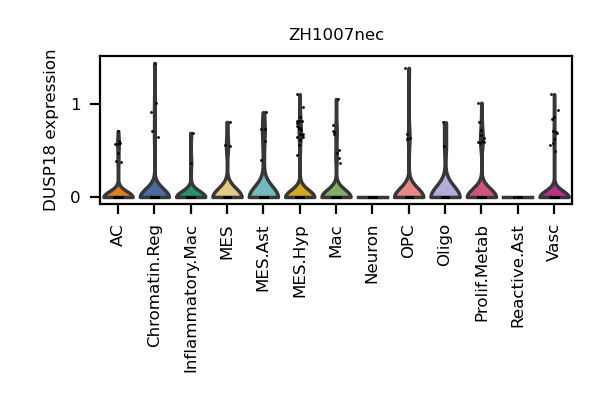 ZH1007nec
DUSP18 expression
1
0
AC
Chromatin.Reg
Inflammatory.Mac
MES
MES.Ast
MES.Hyp
Mac
Neuron
OPC
Oligo
Prolif.Metab
Reactive.Ast
Vasc